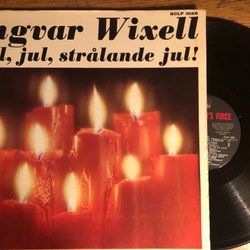 SCLP 1029
ngvar Wixell
l, jul, strålande jul!
'S VOICE